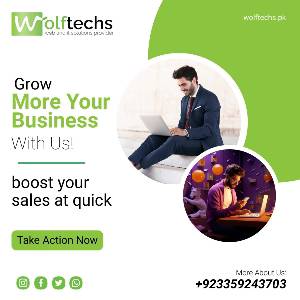 Wolftechs
web and it solutions provider
wolftechs.pk
Grow
More Your
Business
With Us!
boost your
sales at quick
Take Action Now
More About Us:
+923359243703